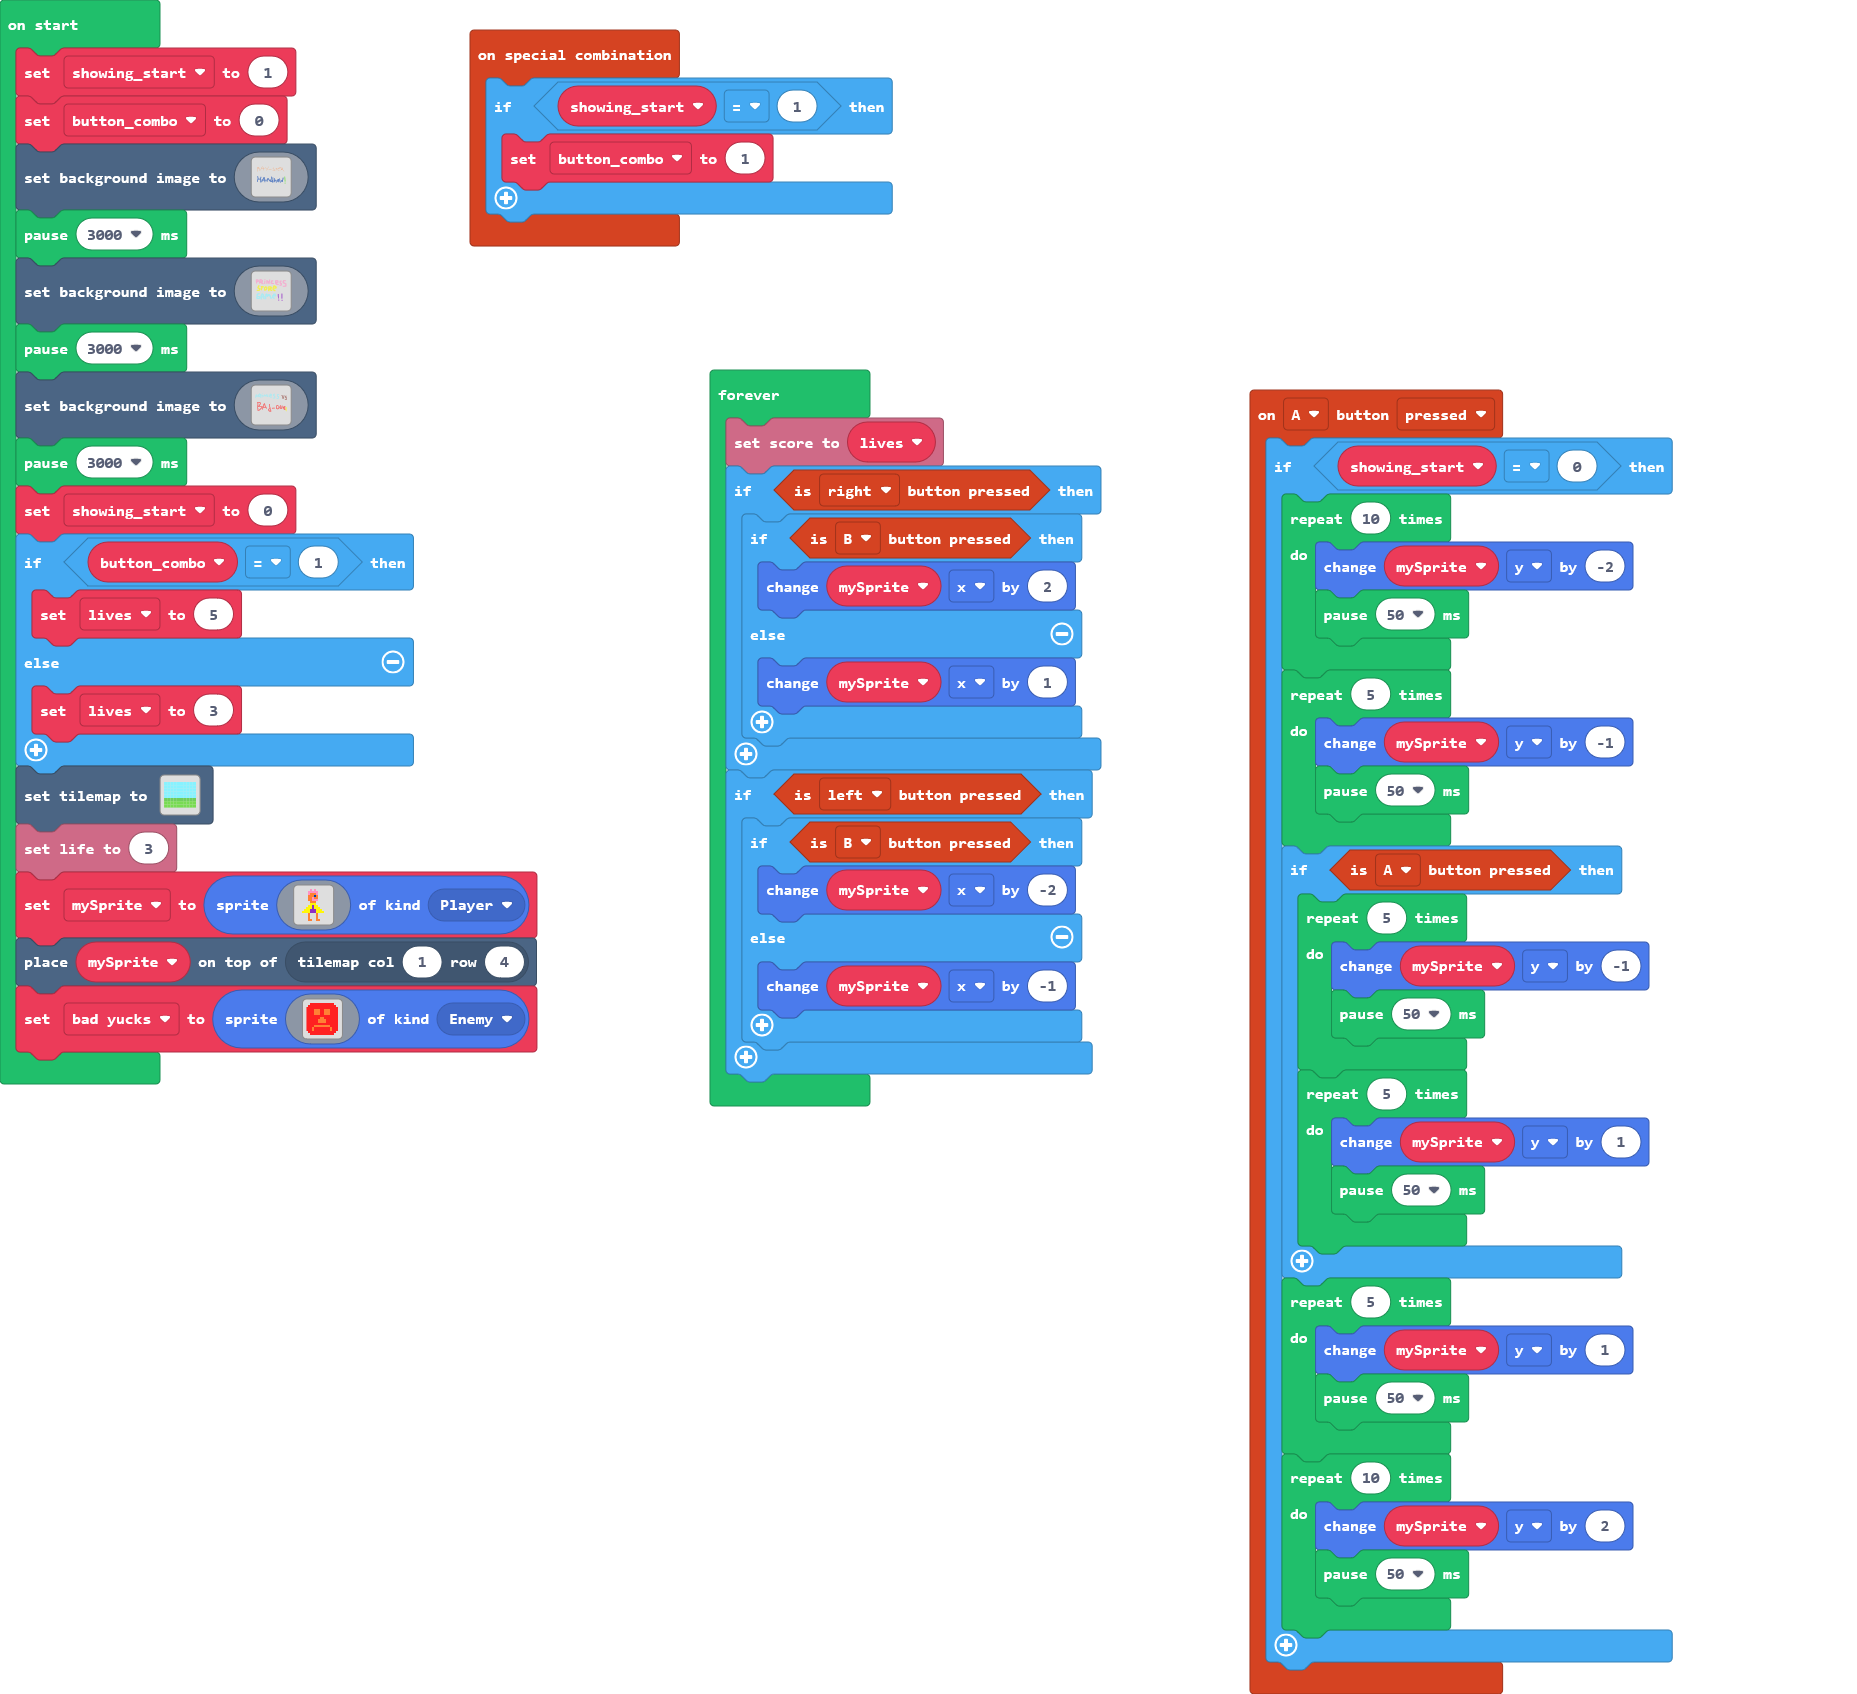 on start
set showing_start to 1
set button_combo to 0
set background image to
pause 3000 ms
set background image to
pause 3000 ms
set background image to
pause 3000 ms
set showing_start to 0
if button_combo = 1 then
set lives to 5
else
set lives to 3
set tilemap to
set life to 3
set mySprite to sprite of kind Player
place mySprite on top of tilemap col 1 row 4
set bad yucks to sprite of kind Enemy
on special combination
if showing_start = 1 then
set button_combo to 1
forever
set score to lives
if is right button pressed then
if is B button pressed then
change mySprite x by 2
else
change mySprite x by 1
if is left button pressed then
if is B button pressed then
change mySprite x by -2
else
change mySprite x by -1
on A button pressed
if showing_start = 0 then
repeat 10 times
do change mySprite y by -2
pause 50 ms
repeat 5 times
do change mySprite y by -1
pause 50 ms
if is A button pressed then
repeat 5 times
do change mySprite y by -1
pause 50 ms
repeat 5 times
do change mySprite y by 1
pause 50 ms
repeat 5 times
do change mySprite y by 1
pause 50 ms
repeat 10 times
do change mySprite y by 2
pause 50 ms